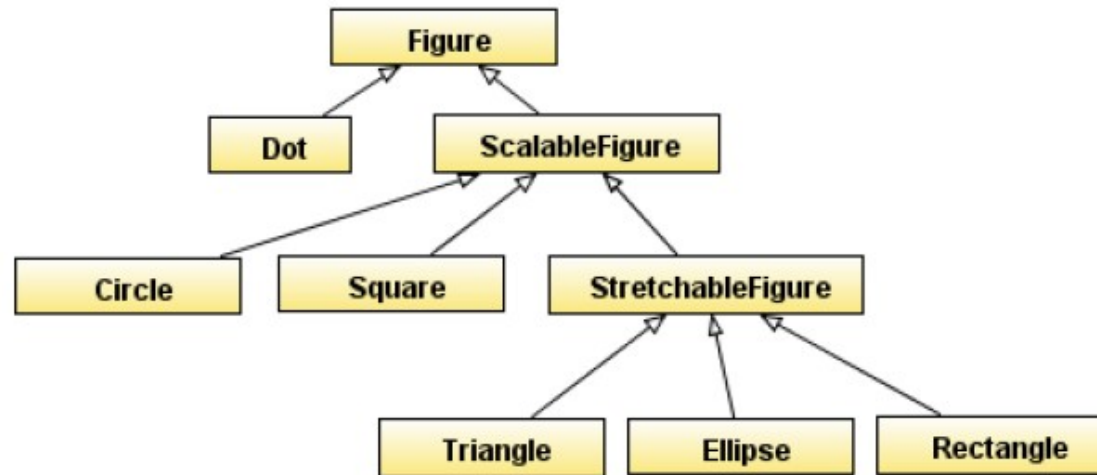 Figure
Dot
ScalableFigure
Circle
Square
StretchableFigure
Triangle
Ellipse
Rectangle